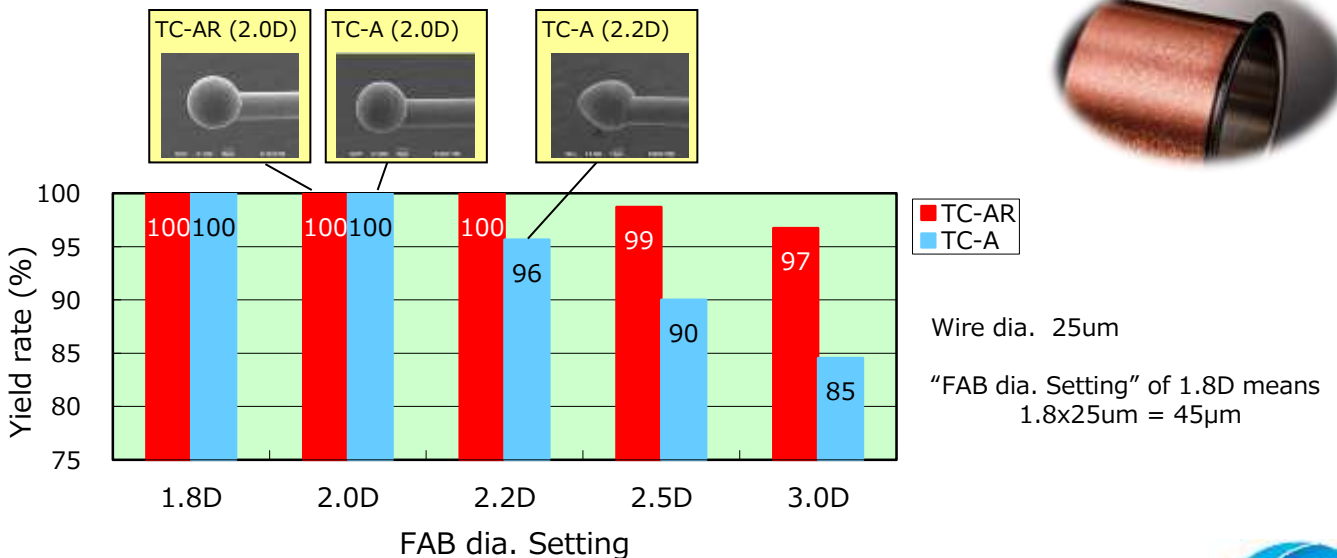 TC-AR (2.0D)
TC-A (2.0D)
TC-A (2.2D)
Yield rate (%)
100
95
90
85
80
75
100
100
100
100
100
96
99
90
97
85
1.8D
2.0D
2.2D
2.5D
3.0D
FAB dia. Setting
TC-AR
TC-A
Wire dia. 25um
“FAB dia. Setting” of 1.8D means
1.8x25um = 45μm